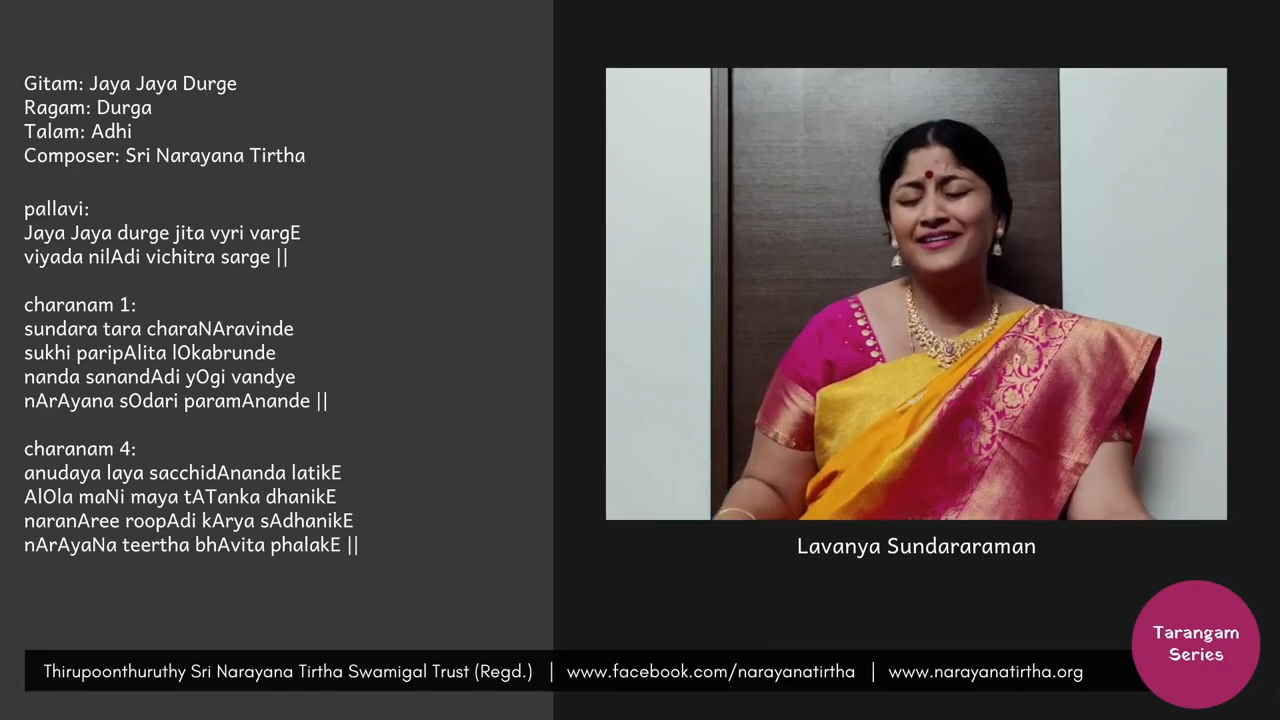 Gitam: Jaya Jaya Durge
Ragam: Durga
Talam: Adhi
Composer: Sri Narayana Tirtha
pallavi:
Jaya Jaya durge jita vyri vargE
viyada nilAdi vichitra sarge ||
charanam 1:
sundara tara charaNAravinde
sukhi paripAlita lOkabrunde
nanda sanandAdi yOgi vandye
nArAyana sOdari paramAnande ||
charanam 4:
anudaya laya sacchidAnanda latikE
AlOla maNi maya tATanka dhanikE
naranAree roopAdi kArya sAdhanikE
nArAyaNa teertha bhAvita phalakE ||
Lavanya Sundararaman
Tarangam
Series
Thirupoonthuruthy Sri Narayana Tirtha Swamigal Trust (Regd.) | www.facebook.com/narayanatirtha | www.narayanatirtha.org